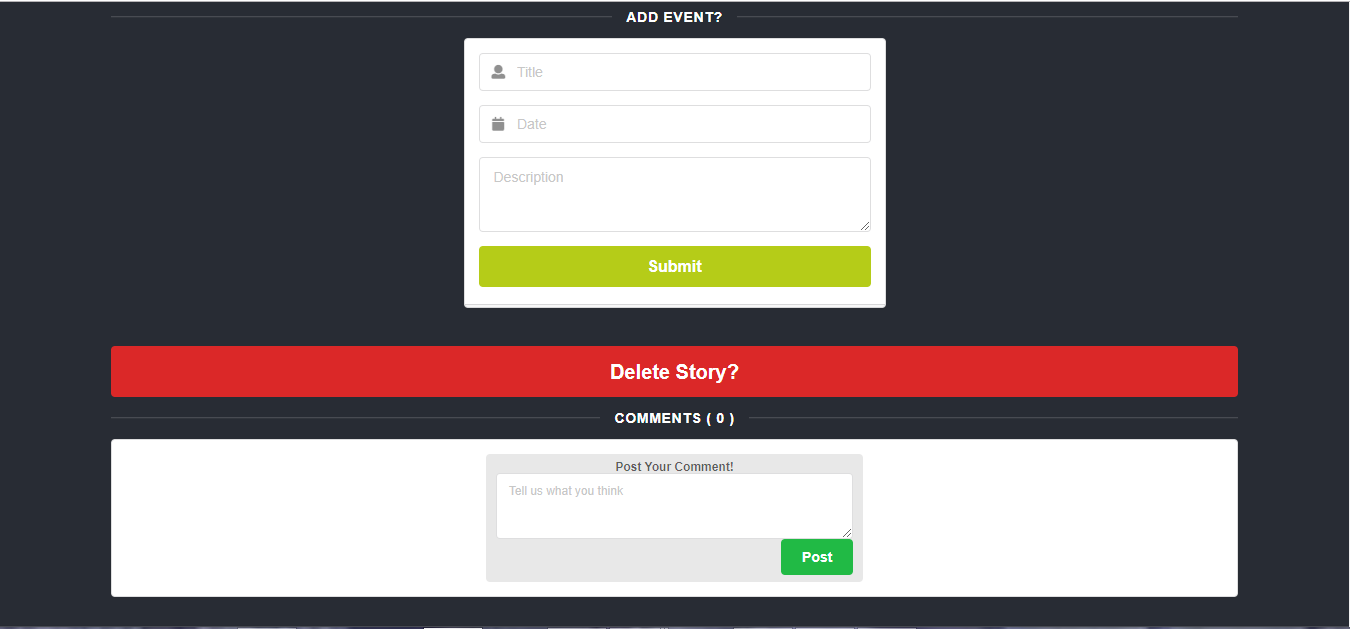 ADD EVENT?
Title
Date
Description
Submit
Delete Story?
COMMENTS ( 0 )
Post Your Comment!
Tell us what you think
Post